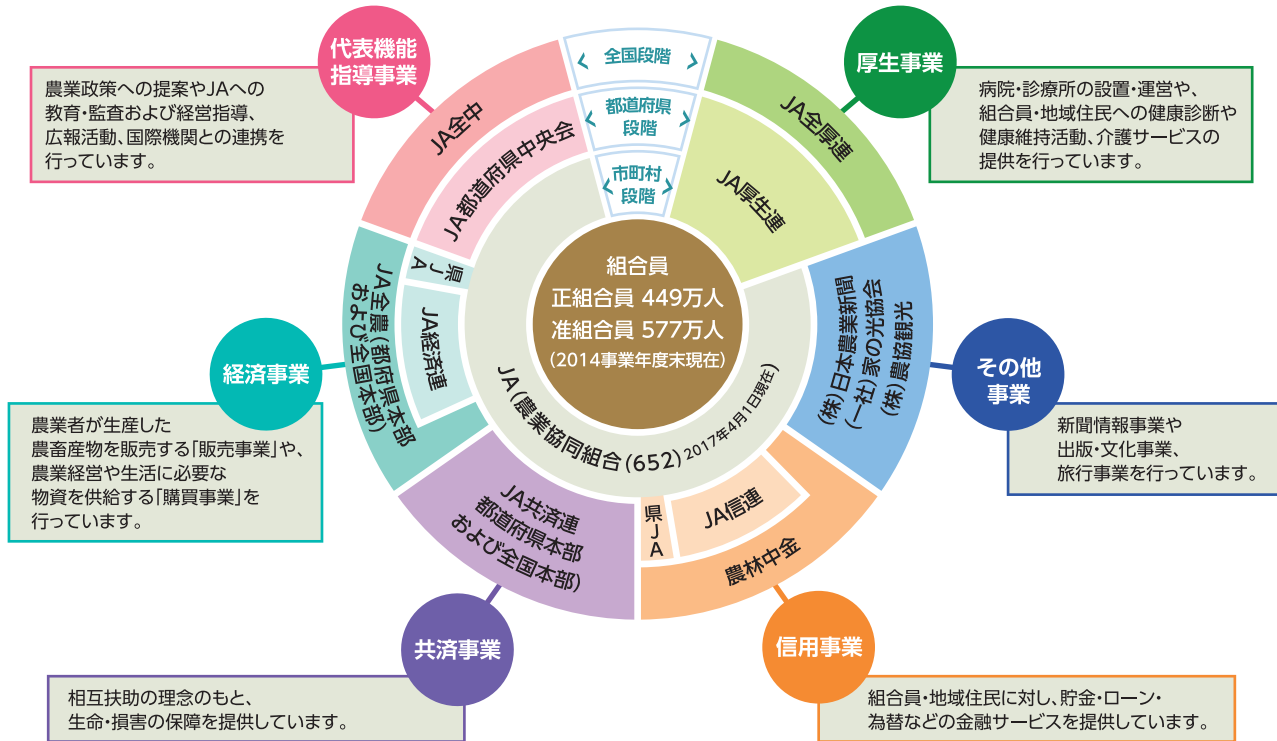 代表機能
指導事業
農業政策への提案やJAへの
教育・監査および経営指導、
広報活動、国際機関との連携を
行っています。
全国段階
都道府県
段階
市町村
段階
厚生事業
病院・診療所の設置・運営や、
組合員・地域住民への健康診断や
健康維持活動、介護サービスの
提供を行っています。
JA全中
JA都道府県中央会
JA全厚連
JA厚生連
組合員
正組合員 449万人
准組合員 577万人
(2014事業年度末現在)
JA(農業協同組合(652) 2017年4月1日現在)
県JA
JA経済連
JA全農(都府県本部
および全国本部)
経済事業
農業者が生産した
農畜産物を販売する「販売事業」や、
農業経営や生活に必要な
物資を供給する「購買事業」を
行っています。
(株)日本農業新聞
(一社)家の光協会
(株)農協観光
その他
事業
新聞情報事業や
出版・文化事業、
旅行事業を行っています。
JA共済連
都道府県本部
および全国本部)
共済事業
相互扶助の理念のもと、
生命・損害の保障を提供しています。
県JA
JA信連
農林中金
信用事業
組合員・地域住民に対し、貯金・ローン・
為替などの金融サービスを提供しています。